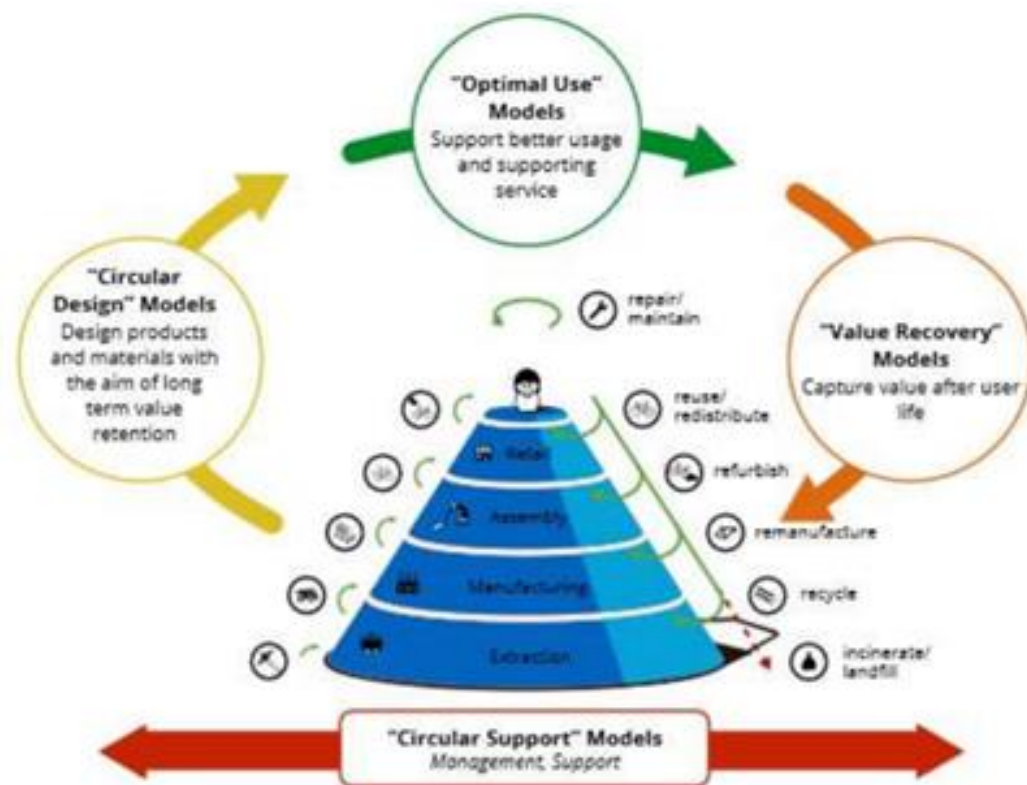 "Optimal Use"
Models
Support better usage
and supporting
service
"Circular
Design" Models
Design products
and materials with
the aim of long
term value
retention
"Value Recovery"
Models
Capture value after user
life
repair/
maintain
reuse/
redistribute
refurbish
remanufacture
recycle
incinerate/
landfill
Retail
Assembly
Manufacturing
Extraction
"Circular Support" Models
Management, Support